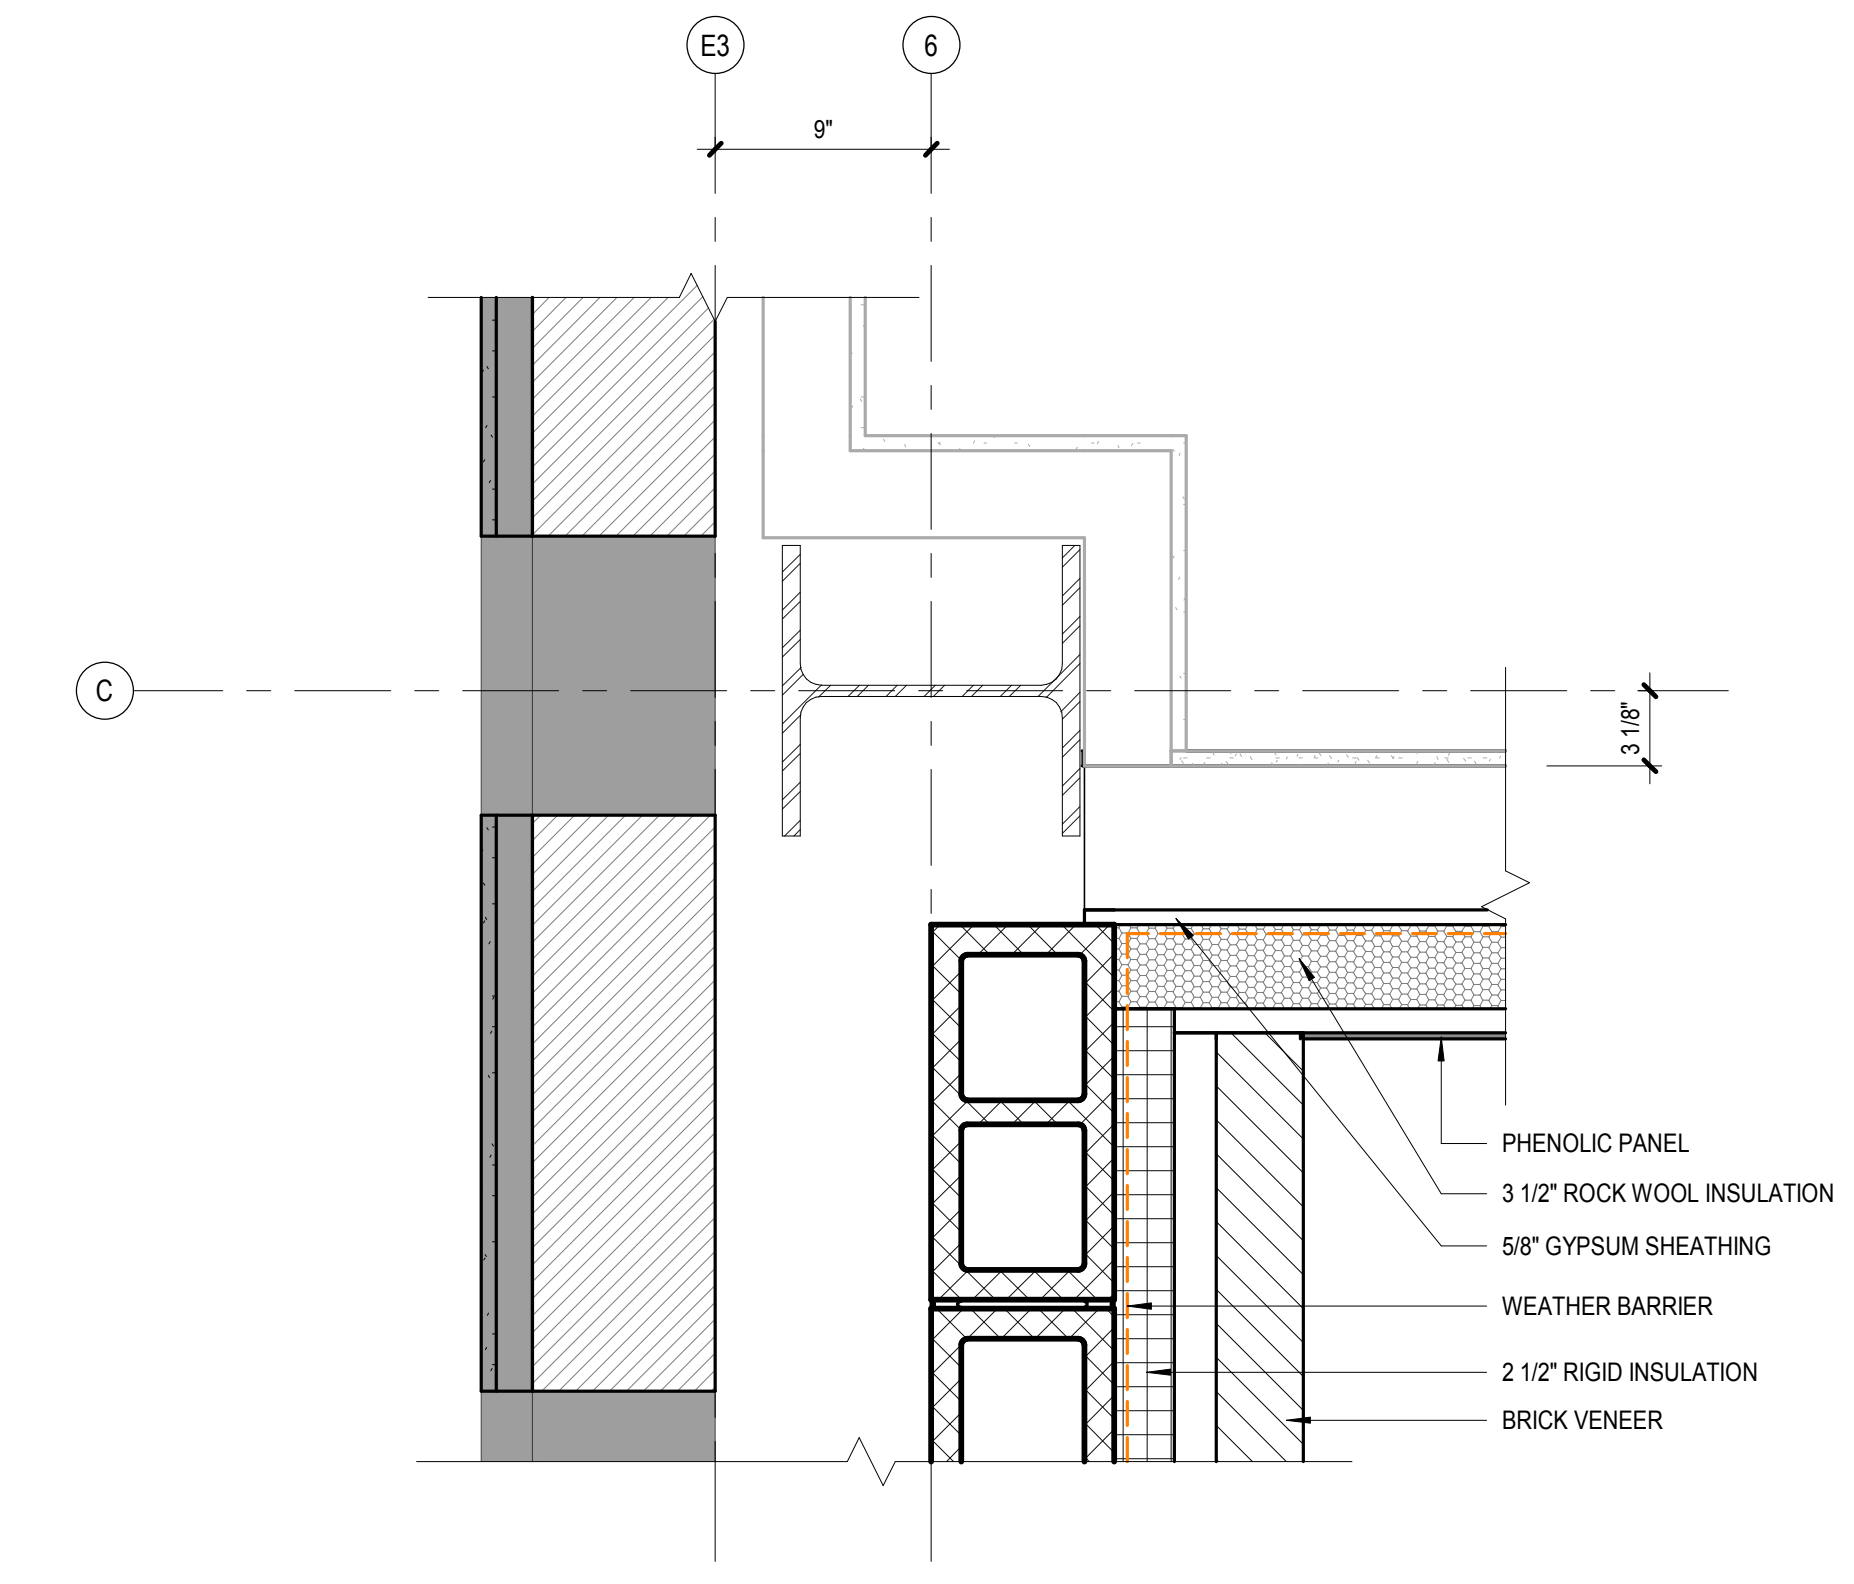 E3
6
9"
C
3 1/8"
PHENOLIC PANEL
3 1/2" ROCK WOOL INSULATION
5/8" GYPSUM SHEATHING
WEATHER BARRIER
2 1/2" RIGID INSULATION
BRICK VENEER